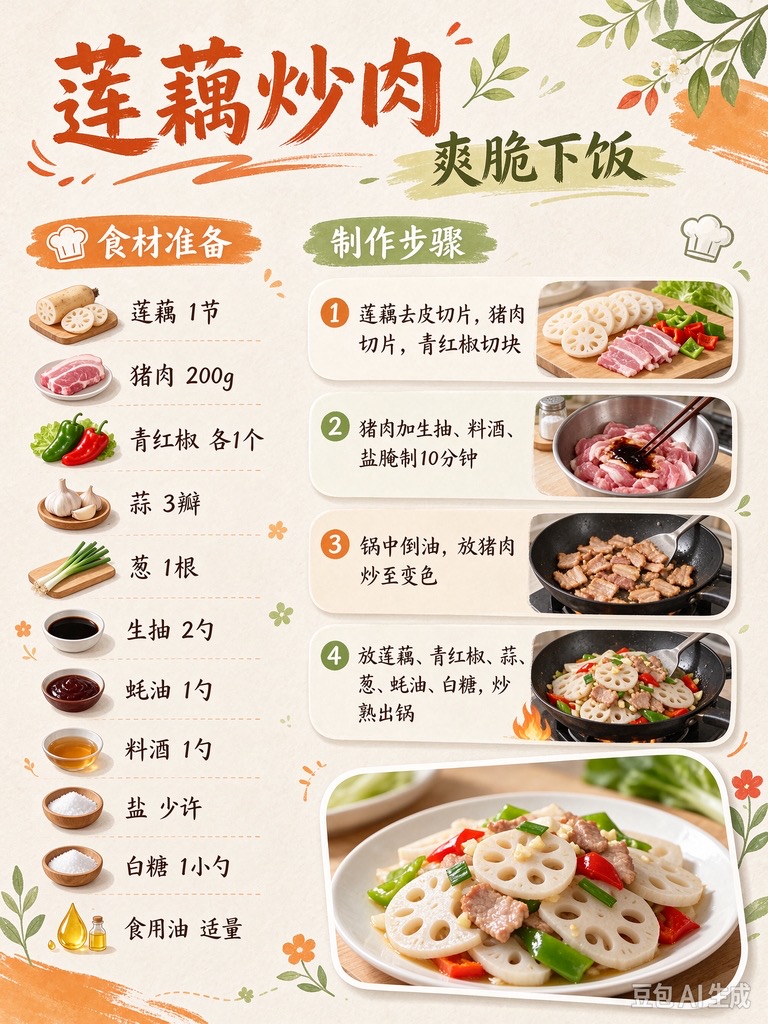 莲藕炒肉
爽脆下饭
食材准备
莲藕 1节
猪肉 200g
青红椒 各1个
蒜 3瓣
葱 1根
生抽 2勺
蚝油 1勺
料酒 1勺
盐 少许
白糖 1小勺
食用油 适量
制作步骤
1 莲藕去皮切片，猪肉
切片，青红椒切块
2 猪肉加生抽、料酒、
盐腌制10分钟
3 锅中倒油，放猪肉
炒至变色
4 放莲藕、青红椒、蒜、
葱、蚝油、白糖，炒
熟出锅
豆包AI生成